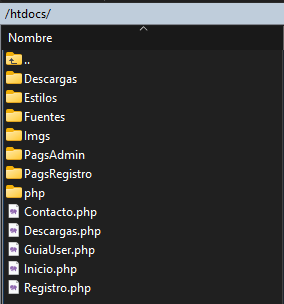 /htdocs/
Nombre
..
Descargas
Estilos
Fuentes
Imgs
PagsAdmin
PagsRegistro
php
Contacto.php
Descargas.php
GuiaUser.php
Inicio.php
Registro.php